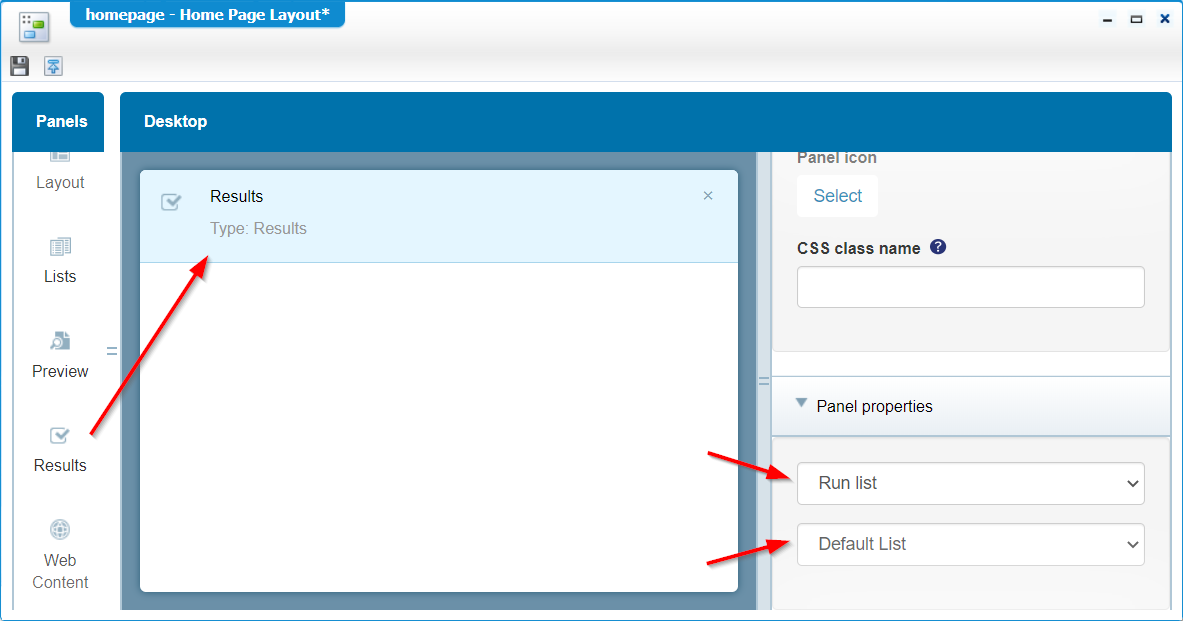 homepage - Home Page Layout*
Panels
Desktop
Layout
Lists
Preview
Results
Web
Content
Results
Type: Results
Panel icon
Select
CSS class name ?
Panel properties
Run list
Default List